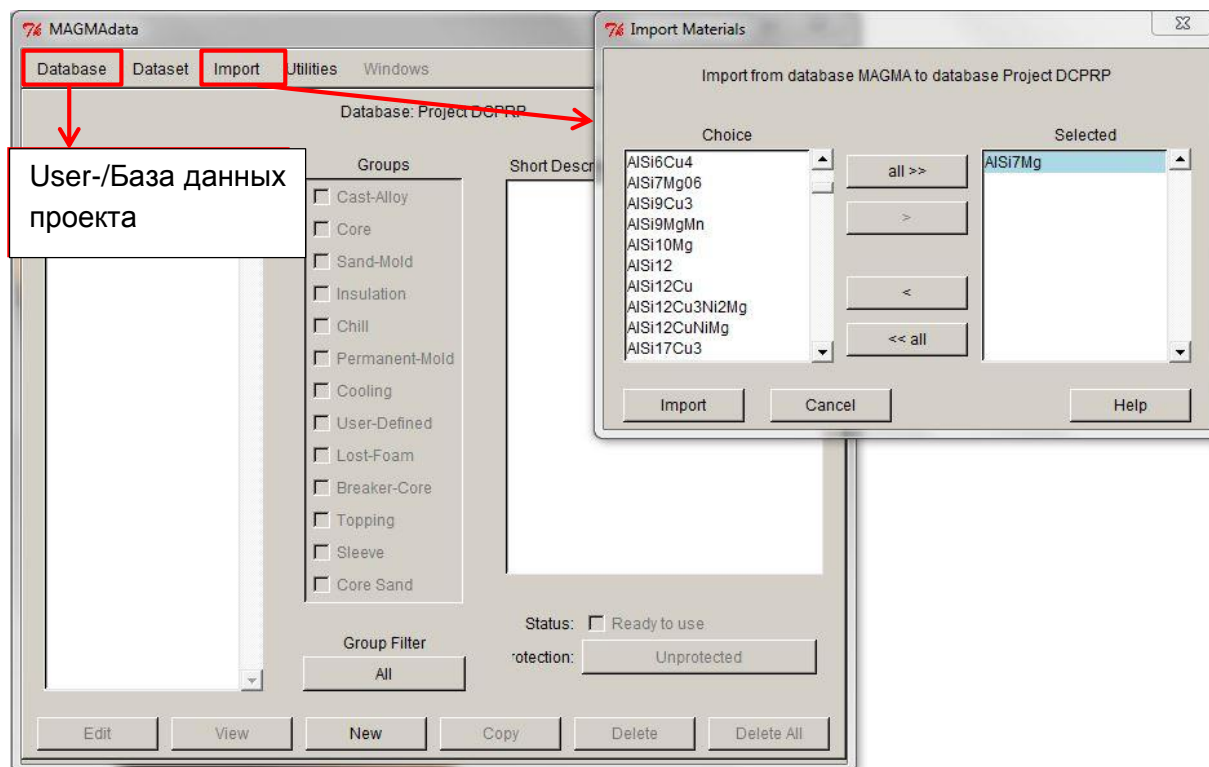 MAGMAdata
Database Dataset Import Utilities Windows
Database: Project DCPRP
User-/База данных
проекта
Groups
Short Descr
Cast-Alloy
Core
Sand-Mold
Insulation
Chill
Permanent-Mold
Cooling
User-Defined
Lost-Foam
Breaker-Core
Topping
Sleeve
Core Sand
Group Filter
All
Status: Ready to use
rotection: Unprotected
Edit View New Copy Delete Delete All
Import Materials
Import from database MAGMA to database Project DCPRP
Choice
Selected
AlSi6Cu4
AlSi7Mg06
AlSi9Cu3
AlSi9MgMn
AlSi10Mg
AlSi12
AlSi12Cu
AlSi12Cu3Ni2Mg
AlSi12CuNiMg
AlSi17Cu3
all >>
>
<
<< all
AlSi7Mg
Import Cancel Help